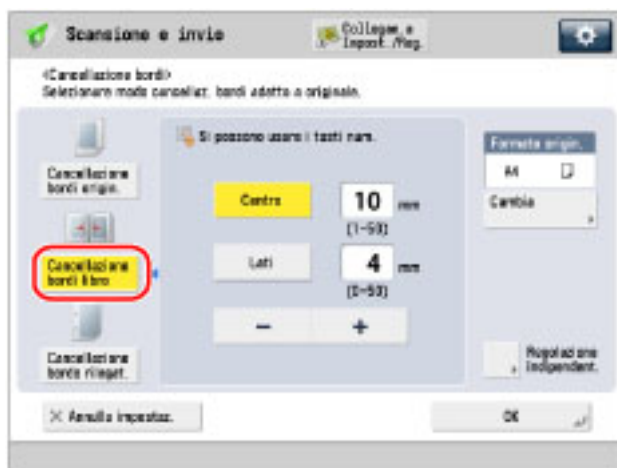 Scansione e invio
Collegam. e
Impost./Reg.
<Cancellazione bordi>
Selezionare modo cancellaz. bordi adatto a originale.
Si possono usare i tasti num.
Cancellazione
bordi origin.
Cancellazione
bordi libro
Cancellazione
bordo rilegat.
Centro
10 mm
(1-50)
Lati
4 mm
(0-50)
-
+
Formato origin.
A4
Cambia
Regolazione
indipendent.
× Annulla impostaz.
OK